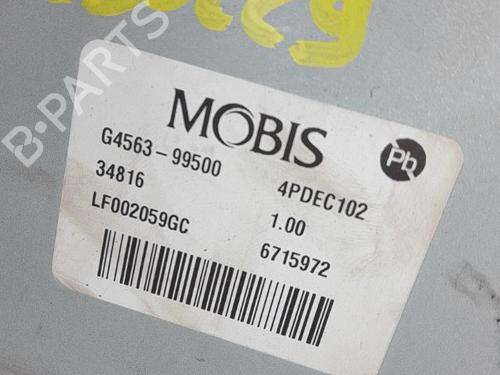 B-PARTS
MOBIS
Pb
G4563-99500
4PDEC102
34816
1.00
LF002059GC
6715972